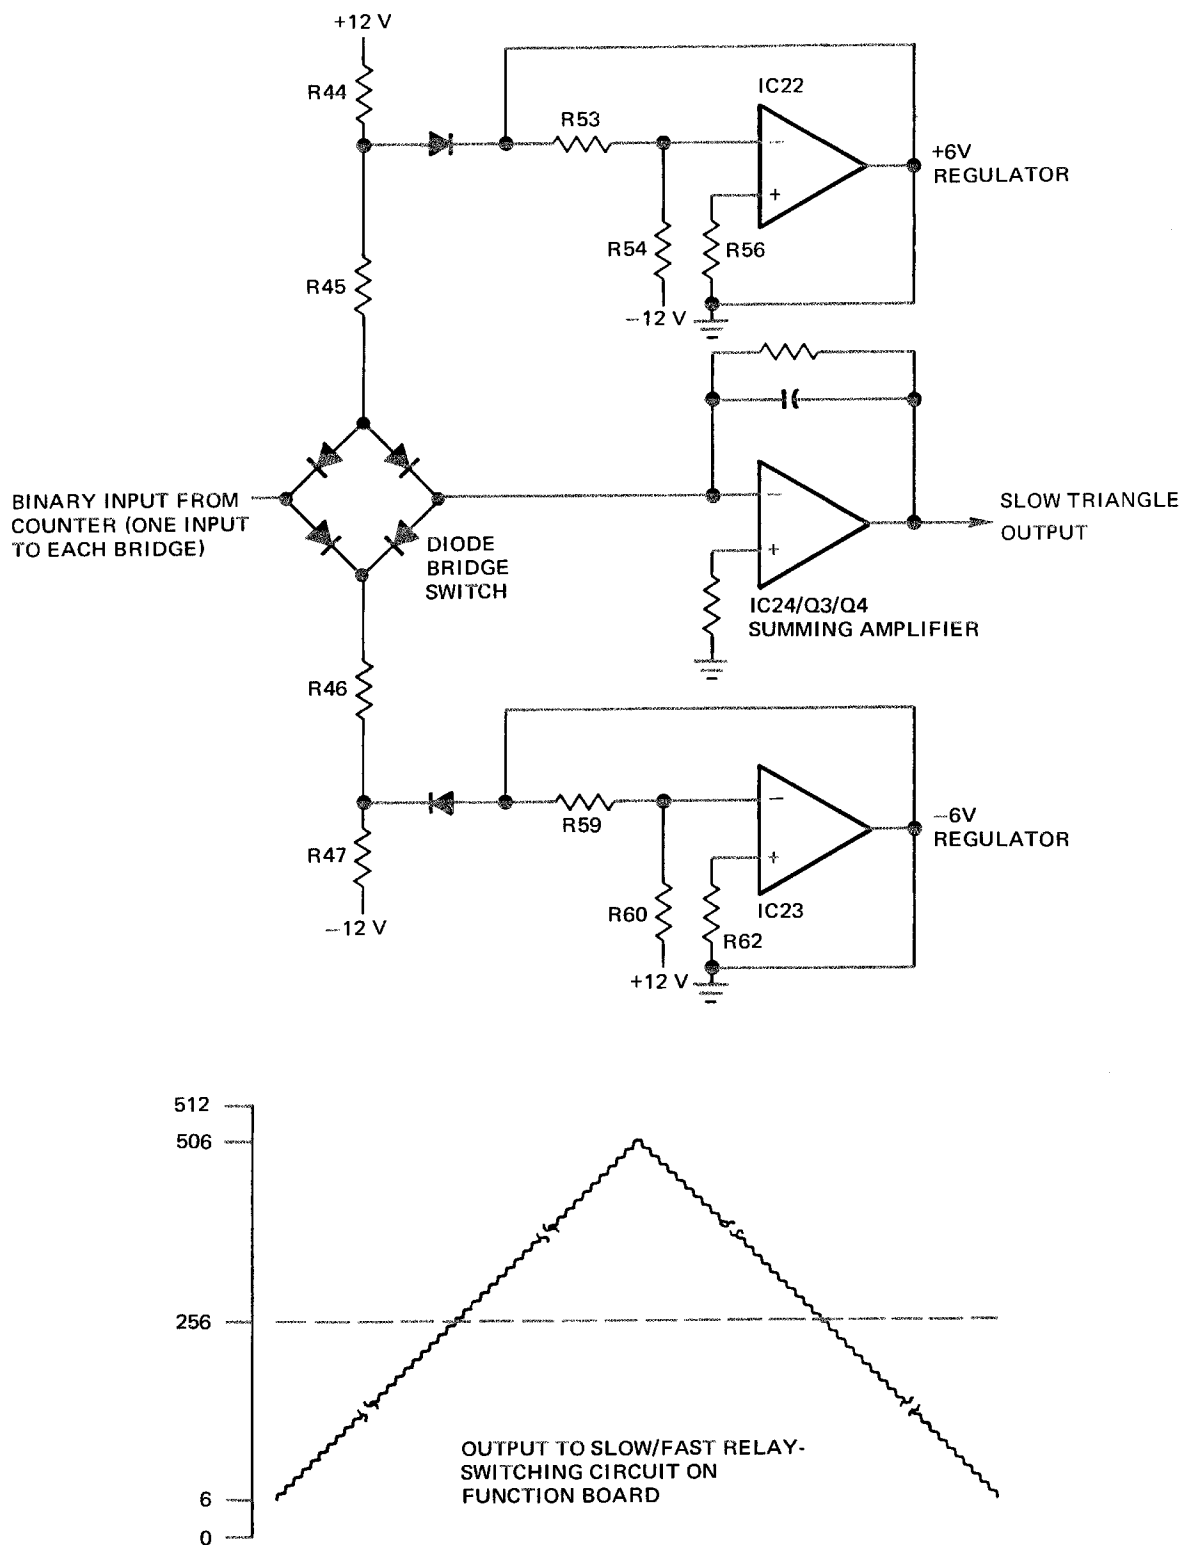 +12 V
R44
IC22
R53
−
+6V
REGULATOR
+
R54
R56
R45
−12 V
BINARY INPUT FROM
COUNTER (ONE INPUT
TO EACH BRIDGE)
DIODE
BRIDGE
SWITCH
−
SLOW TRIANGLE
OUTPUT
+
IC24/Q3/Q4
SUMMING AMPLIFIER
R46
R59
−
−6V
REGULATOR
R47
+
−12 V
R60
R62
IC23
+12 V
512
506
256
6
0
OUTPUT TO SLOW/FAST RELAY-
SWITCHING CIRCUIT ON
FUNCTION BOARD